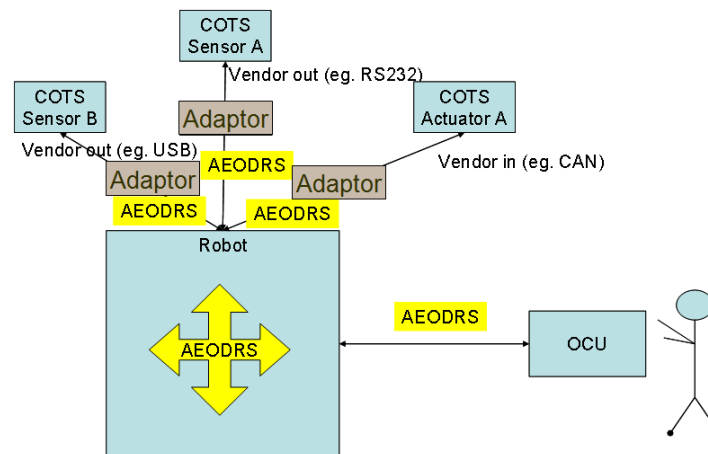 COTS
Sensor A
Vendor out (eg. RS232)
COTS
Sensor B
Adaptor
COTS
Actuator A
Vendor out (eg. USB)
AEODRS
Vendor in (eg. CAN)
Adaptor
Adaptor
AEODRS
AEODRS
Robot
AEODRS
AEODRS
OCU